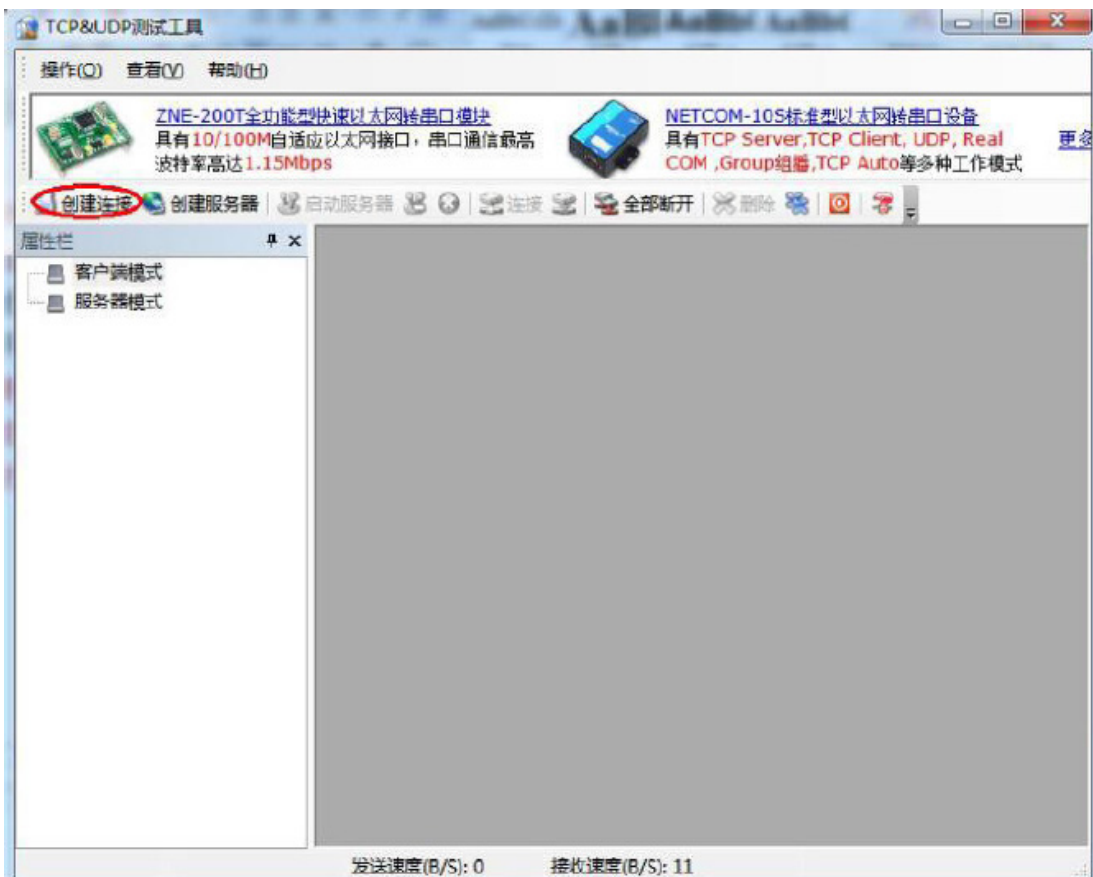 TCP&UDP测试工具
操作(O) 查看(V) 帮助(H)
ZNE-200T全功能型快速以太网转串口模块
具有10/100M自适应以太网接口，串口通信最高
波特率高达1.15Mbps
NETCOM-10S标准型以太网转串口设备
具有TCP Server,TCP Client, UDP, Real
COM ,Group组播,TCP Auto等多种工作模式
更多
创建连接 创建服务器 启动服务器 连接 全部断开 删除
属性栏
客户端模式
服务器模式
发送速度(B/S): 0 接收速度(B/S): 11